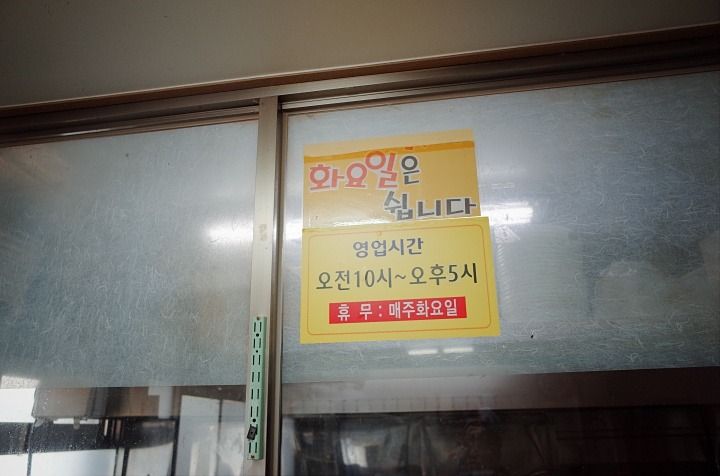 화요일은
쉽니다
영업시간
오전10시~오후5시
휴 무 : 매주화요일